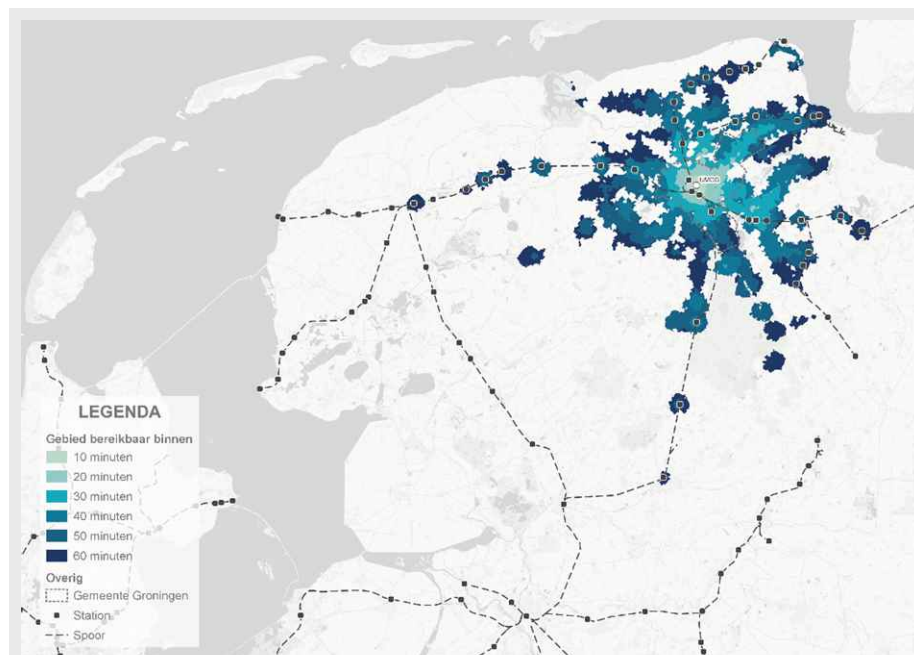 UMCG
LEGENDA
Gebied bereikbaar binnen
10 minuten
20 minuten
30 minuten
40 minuten
50 minuten
60 minuten
Overig
Gemeente Groningen
Station
Spoor